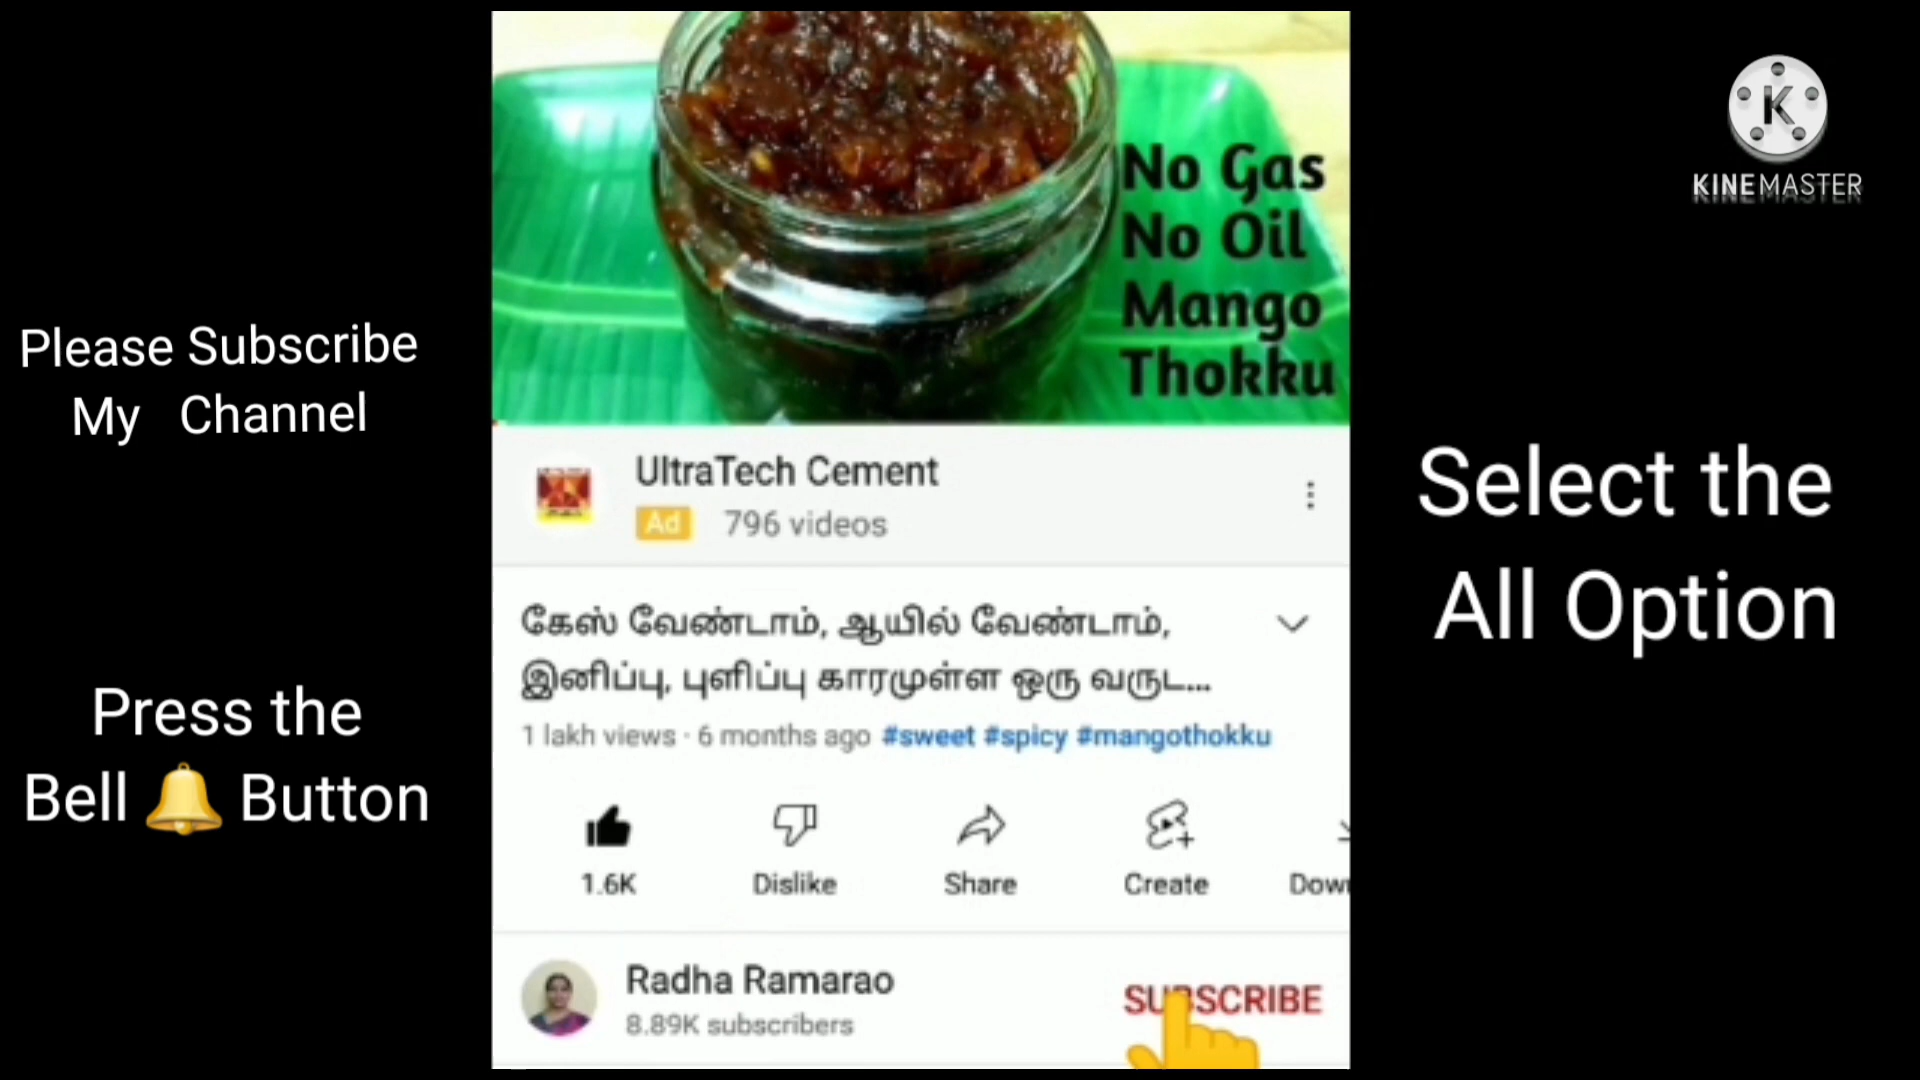 Please Subscribe
My Channel
Press the
Bell 🔔 Button
No Gas
No Oil
Mango
Thokku
UltraTech Cement
Ad 796 videos
கேஸ் வேண்டாம், ஆயில் வேண்டாம்,
இனிப்பு, புளிப்பு காரமுள்ள ஒரு வருட...
1 lakh views · 6 months ago #sweet #spicy #mangothokku
1.6K Dislike Share Create Down
Radha Ramarao
8.89K subscribers
SUBSCRIBE
K
KINEMASTER
Select the
All Option